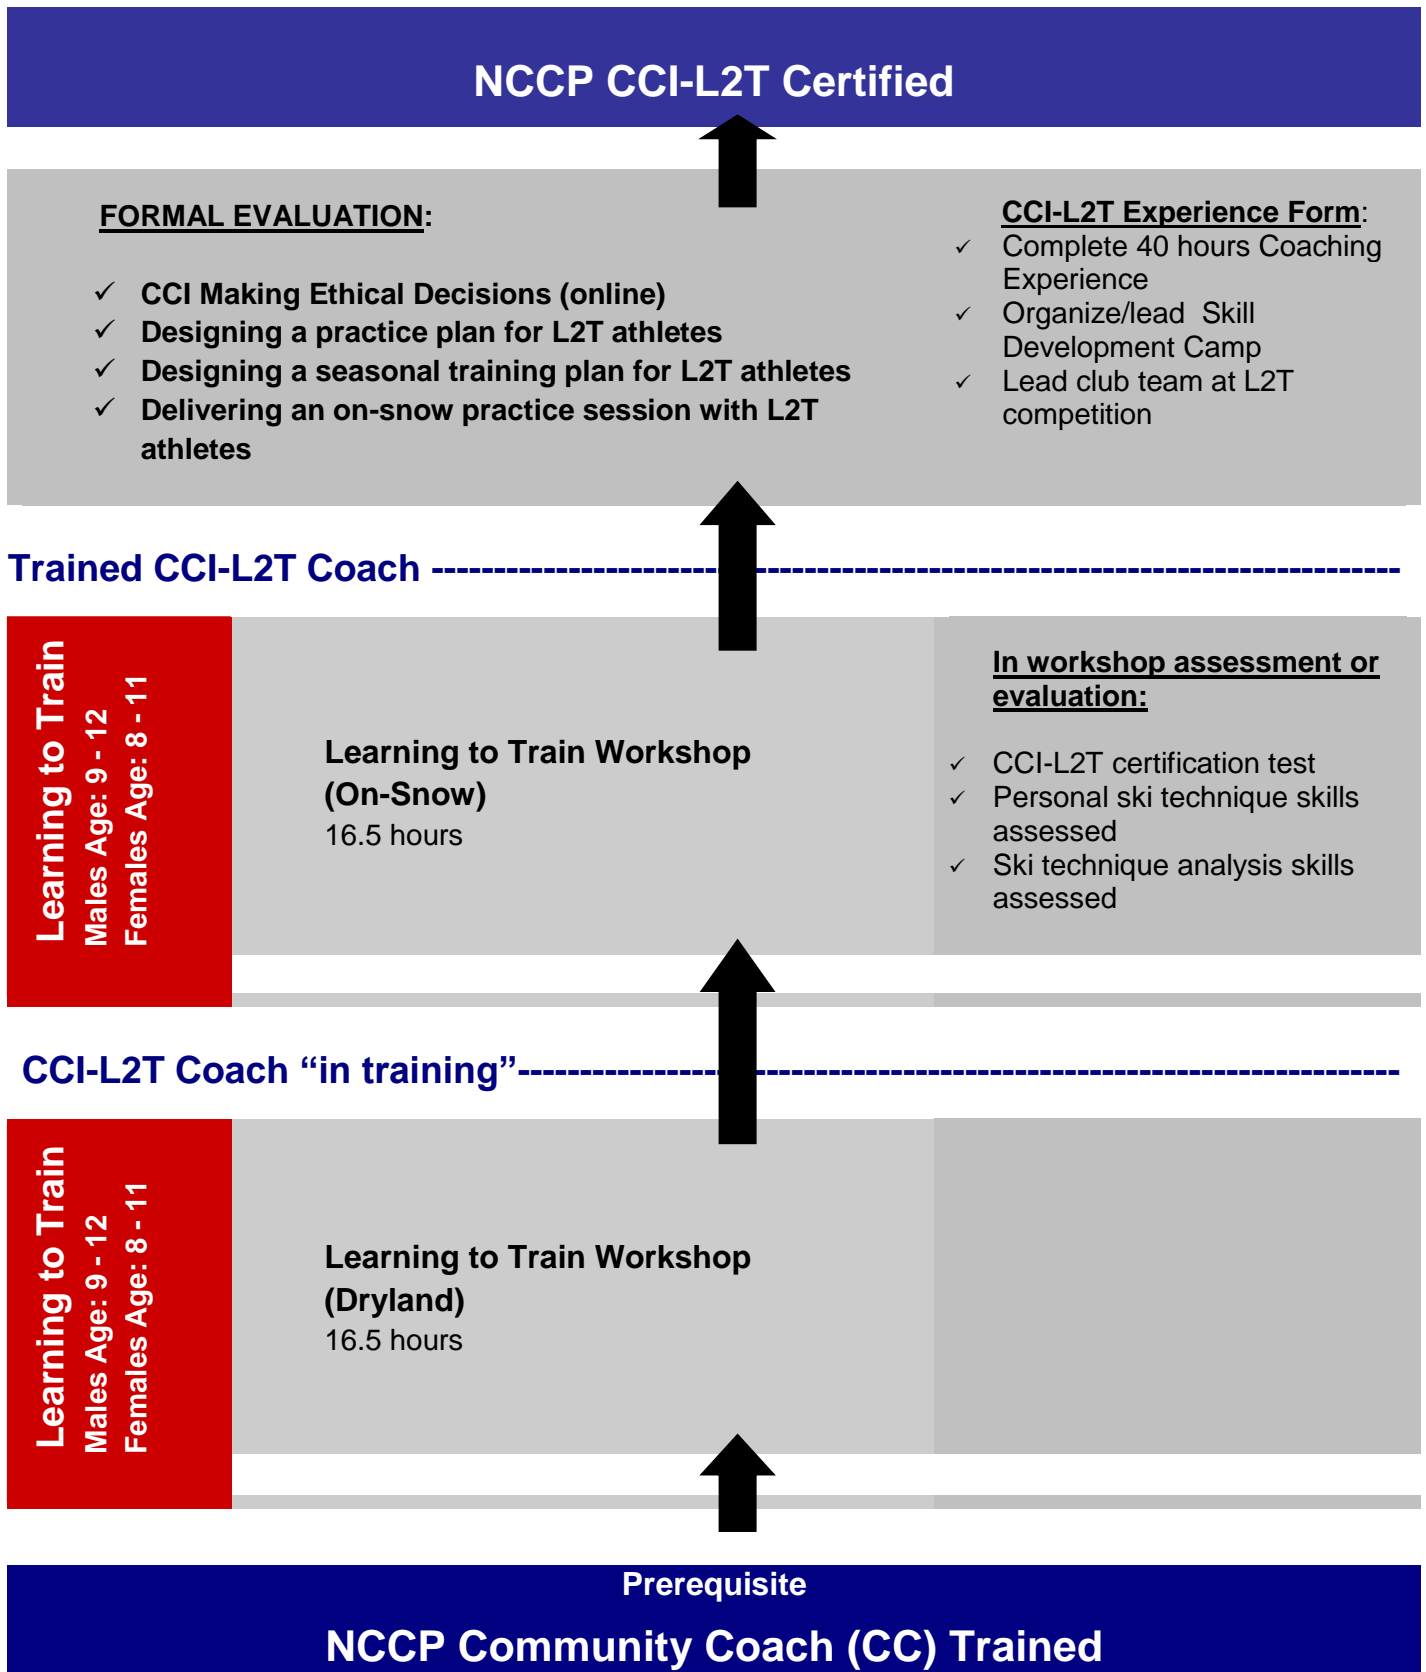 NCCP CCI-L2T Certified
FORMAL EVALUATION:
✓ CCI Making Ethical Decisions (online)
✓ Designing a practice plan for L2T athletes
✓ Designing a seasonal training plan for L2T athletes
✓ Delivering an on-snow practice session with L2T
athletes
CCI-L2T Experience Form:
✓ Complete 40 hours Coaching
Experience
✓ Organize/lead Skill
Development Camp
✓ Lead club team at L2T
competition
Trained CCI-L2T Coach ------------------------------------------------------------------------------
Learning to Train
Males Age: 9 - 12
Females Age: 8 - 11
Learning to Train Workshop
(On-Snow)
16.5 hours
In workshop assessment or
evaluation:
✓ CCI-L2T certification test
✓ Personal ski technique skills
assessed
✓ Ski technique analysis skills
assessed
CCI-L2T Coach “in training”-----------------------------------------------------------------------
Learning to Train
Males Age: 9 - 12
Females Age: 8 - 11
Learning to Train Workshop
(Dryland)
16.5 hours
Prerequisite
NCCP Community Coach (CC) Trained